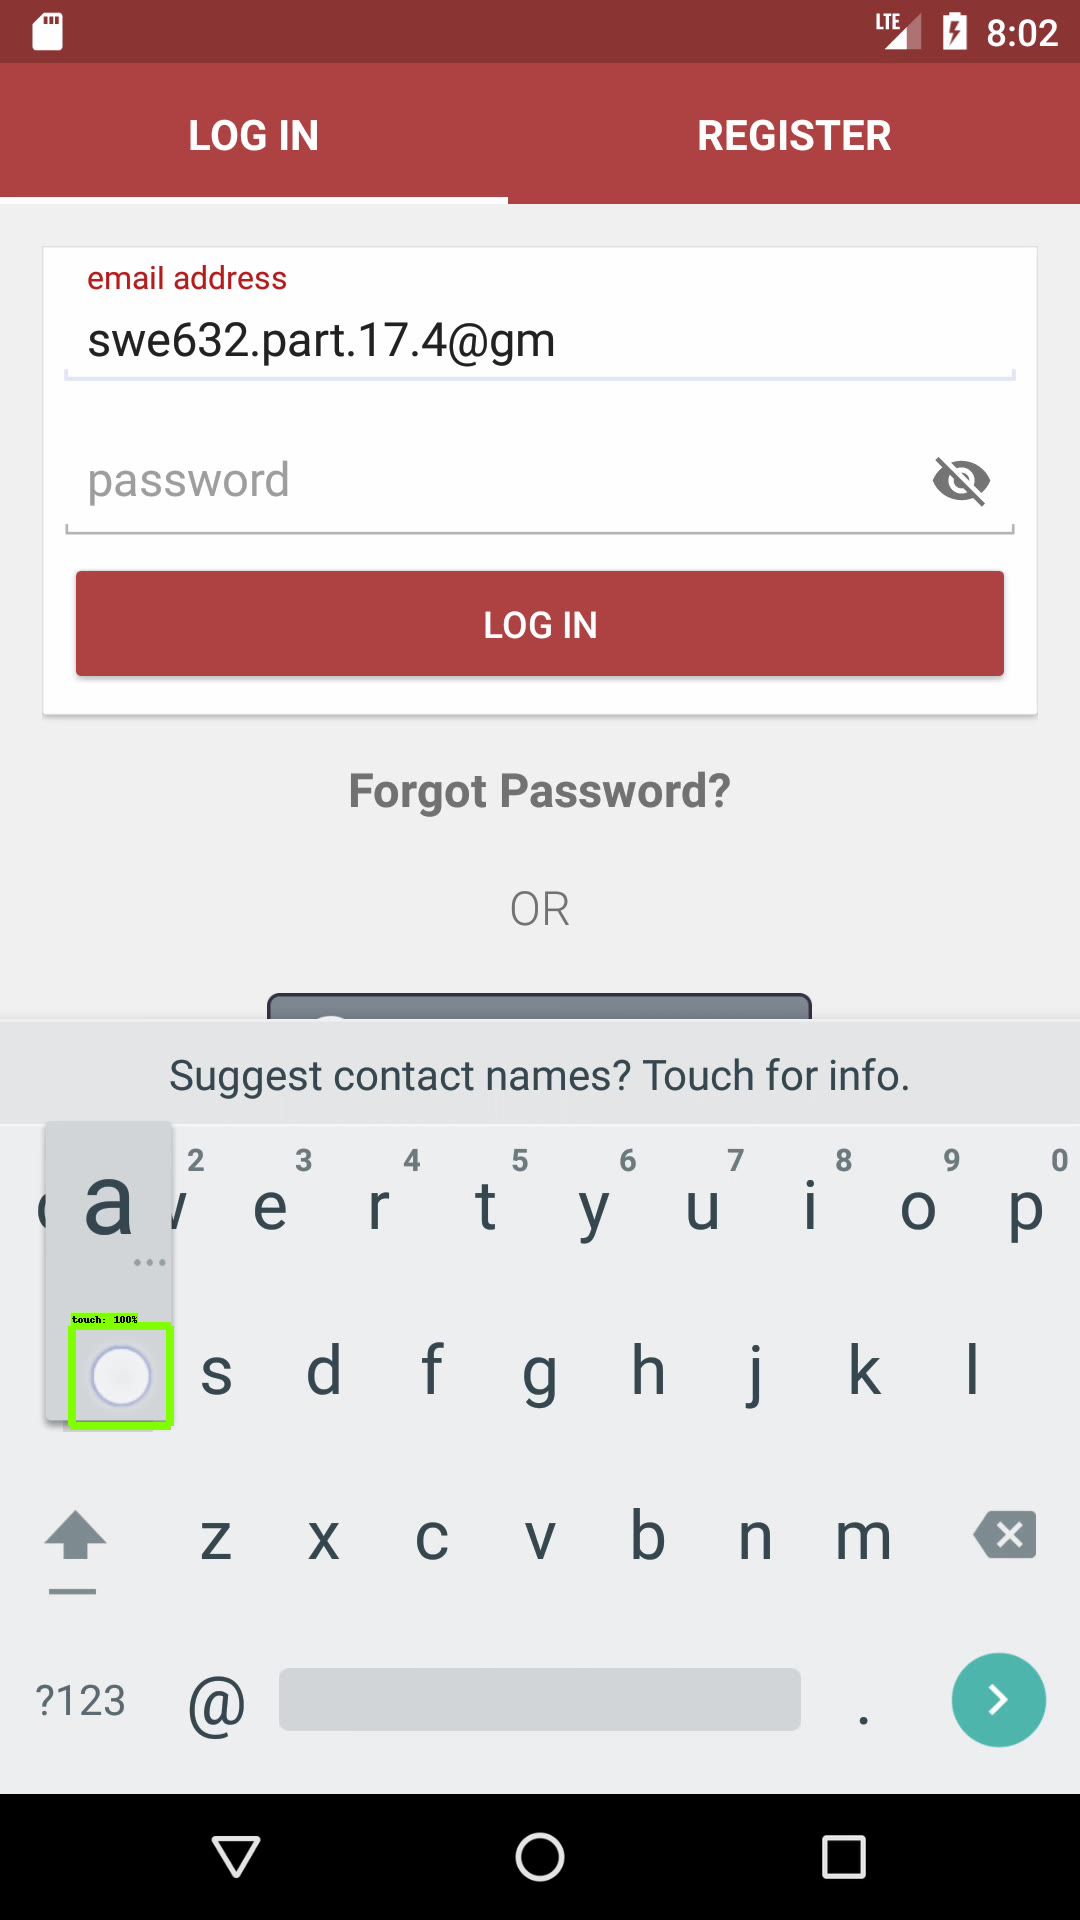 LTE 8:02
LOG IN REGISTER
email address
swe632.part.17.4@gm
password
LOG IN
Forgot Password?
OR
Suggest contact names? Touch for info.
2 3 4 5 6 7 8 9 0
a e r t y u i o p
...
touch: 100%
s d f g h j k l
z x c v b n m
?123 @ .